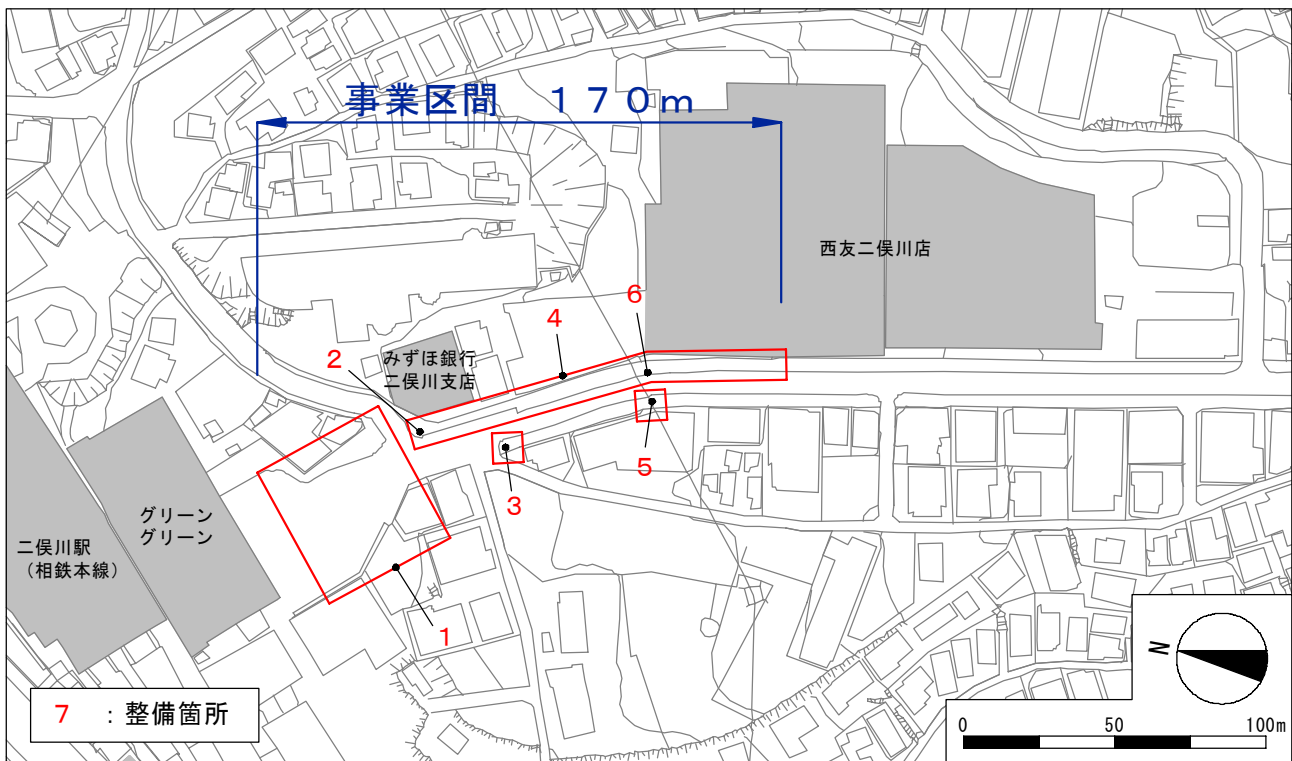 事業区間　１７０ｍ
西友二俣川店
6
4
みずほ銀行
二俣川支店
2
5
3
グリーン
グリーン
二俣川駅
（相鉄本線）
1
N
7 ：整備箇所
0 50 100m